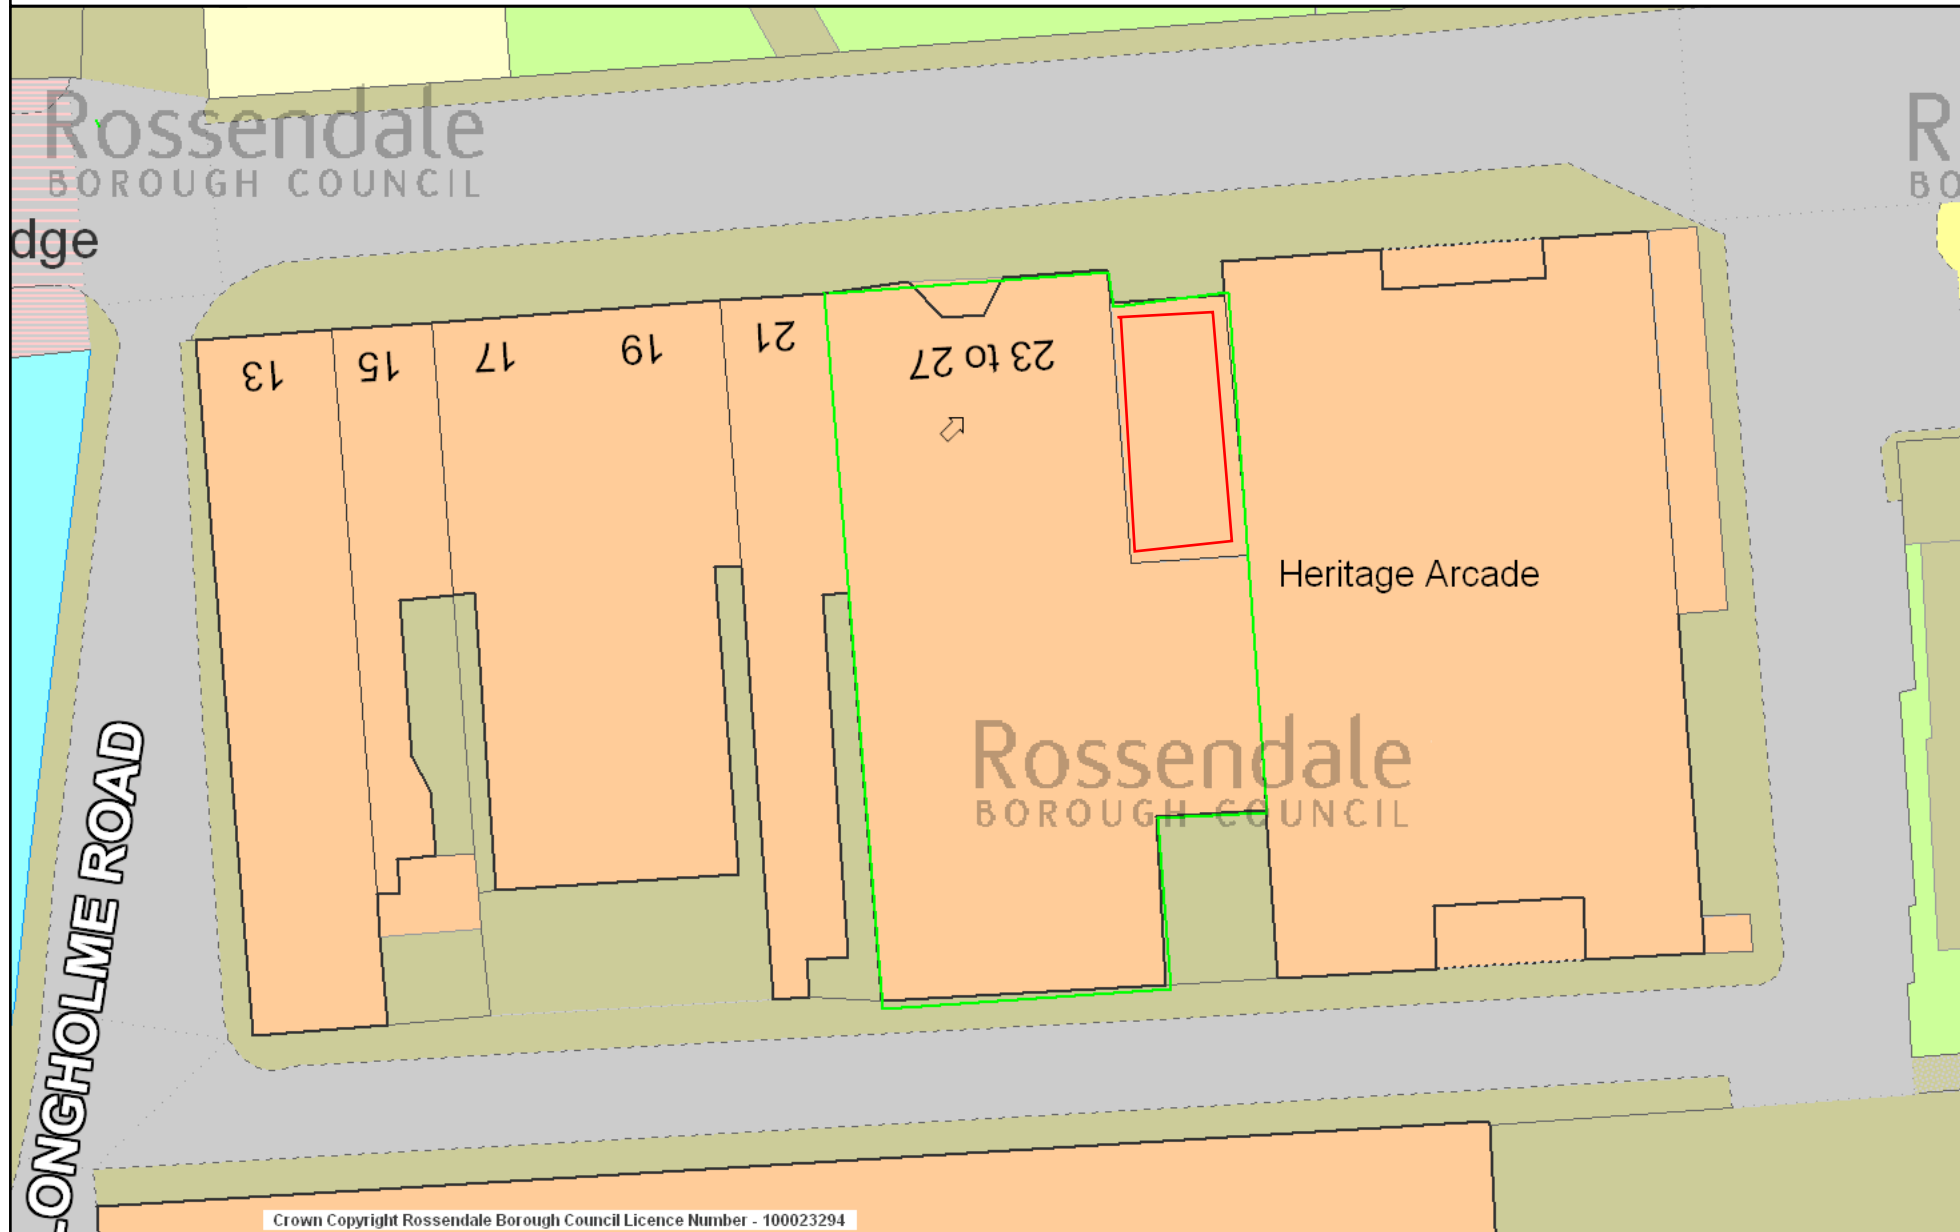 Rossendale
BOROUGH COUNCIL
R
BO
dge
13
15
17
19
21
23 to 27
Heritage Arcade
Rossendale
BOROUGH COUNCIL
LONGHOLME ROAD
Crown Copyright Rossendale Borough Council Licence Number - 100023294